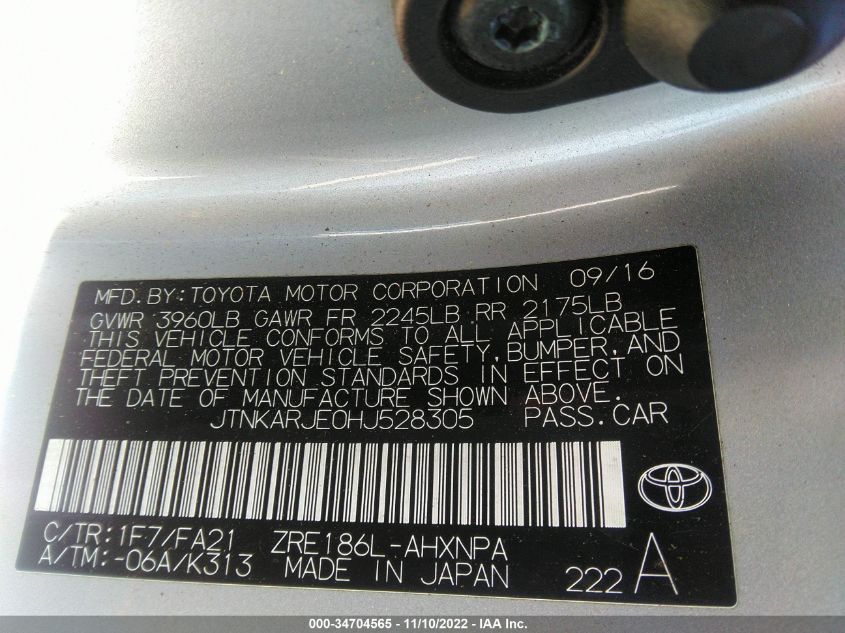 MFD. BY: TOYOTA MOTOR CORPORATION 09/16
GVWR 3960LB GAWR FR 2245LB RR 2175LB
THIS VEHICLE CONFORMS TO ALL APPLICABLE
FEDERAL MOTOR VEHICLE SAFETY, BUMPER, AND
THEFT PREVENTION STANDARDS IN EFFECT ON
THE DATE OF MANUFACTURE SHOWN ABOVE.
JTNKARJE0HJ528305 PASS. CAR
C/TR: 1F7/FA21 ZRE186L-AHXNPA
A/TM: -06A/K313 MADE IN JAPAN 222 A
000-34704565 - 11/10/2022 - IAA Inc.